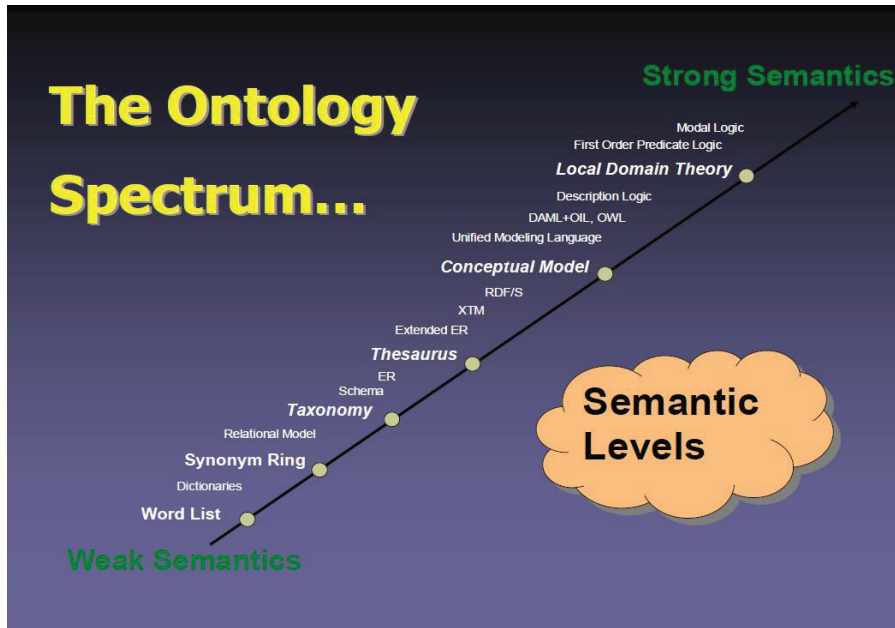 The Ontology
Spectrum...
Strong Semantics
Modal Logic
First Order Predicate Logic
Local Domain Theory
Description Logic
DAML+OIL, OWL
Unified Modeling Language
Conceptual Model
RDF/S
XTM
Extended ER
Thesaurus
ER
Schema
Taxonomy
Relational Model
Synonym Ring
Dictionaries
Word List
Weak Semantics
Semantic
Levels